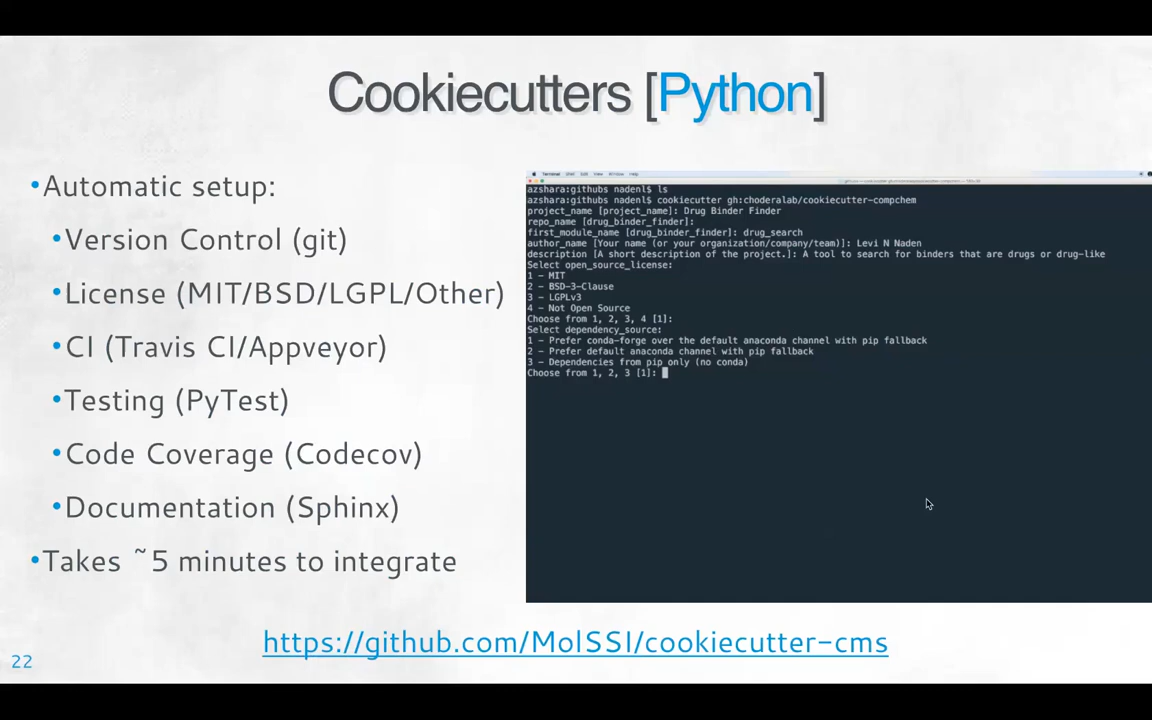 Cookiecutters [Python]
•Automatic setup:
•Version Control (git)
•License (MIT/BSD/LGPL/Other)
•CI (Travis CI/Appveyor)
•Testing (PyTest)
•Code Coverage (Codecov)
•Documentation (Sphinx)
•Takes ~5 minutes to integrate
Terminal Shell Edit View Window Help
azshara:githubs nadenl$ ls
azshara:githubs nadenl$ cookiecutter gh:choderalab/cookiecutter-compchem
project_name [project_name]: Drug Binder Finder
repo_name [drug_binder_finder]:
first_module_name [drug_binder_finder]: drug_search
author_name [Your name (or your organization/company/team)]: Levi N Naden
description [A short description of the project.]: A tool to search for binders that are drugs or drug-like
Select open_source_license:
1 - MIT
2 - BSD-3-Clause
3 - LGPLv3
4 - Not Open Source
Choose from 1, 2, 3, 4 [1]:
Select dependency_source:
1 - Prefer conda-forge over the default anaconda channel with pip fallback
2 - Prefer default anaconda channel with pip fallback
3 - Dependencies from pip only (no conda)
Choose from 1, 2, 3 [1]:
https://github.com/MolSSI/cookiecutter-cms
22